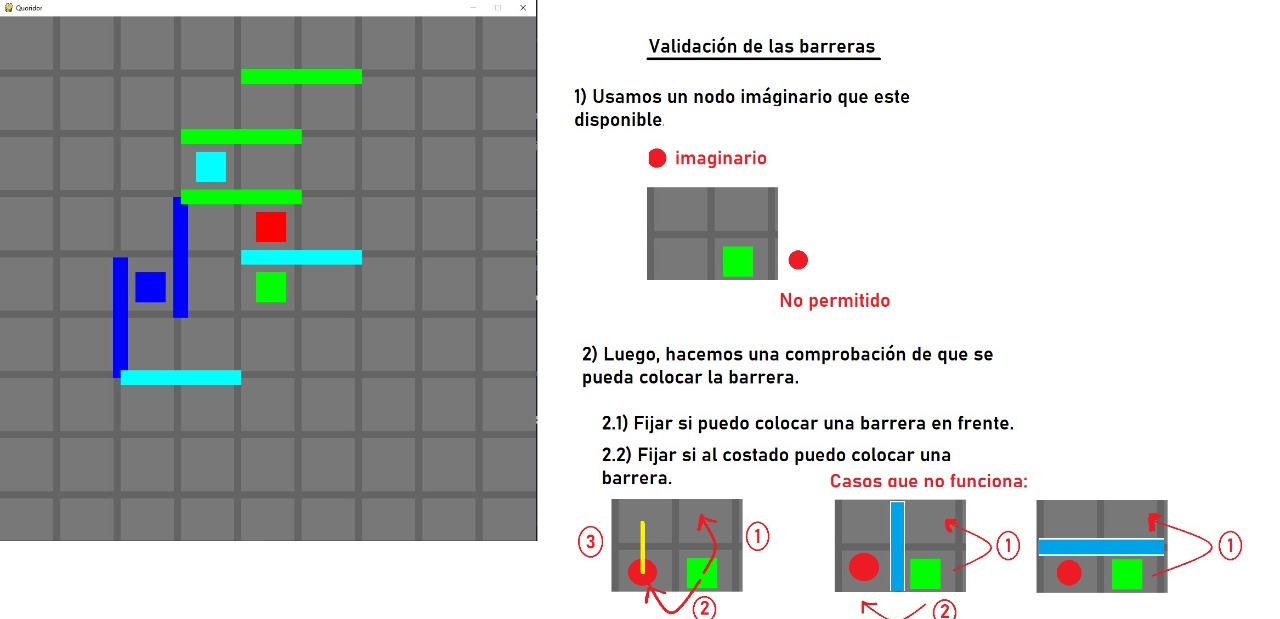 Quoridor
Validación de las barreras
1) Usamos un nodo imáginario que este
disponible.
imaginario
No permitido
2) Luego, hacemos una comprobación de que se
pueda colocar la barrera.
2.1) Fijar si puedo colocar una barrera en frente.
2.2) Fijar si al costado puedo colocar una
barrera.
Casos que no funciona:
3
1
2
1
2
1